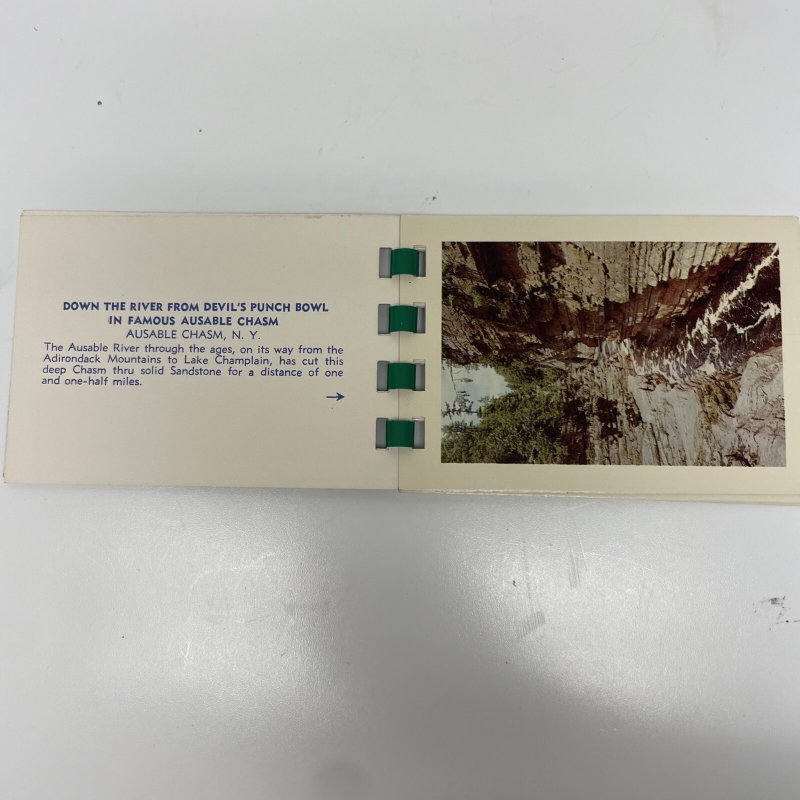 DOWN THE RIVER FROM DEVIL'S PUNCH BOWL
IN FAMOUS AUSABLE CHASM
AUSABLE CHASM, N. Y.
The Ausable River through the ages, on its way from the
Adirondack Mountains to Lake Champlain, has cut this
deep Chasm thru solid Sandstone for a distance of one
and one-half miles.